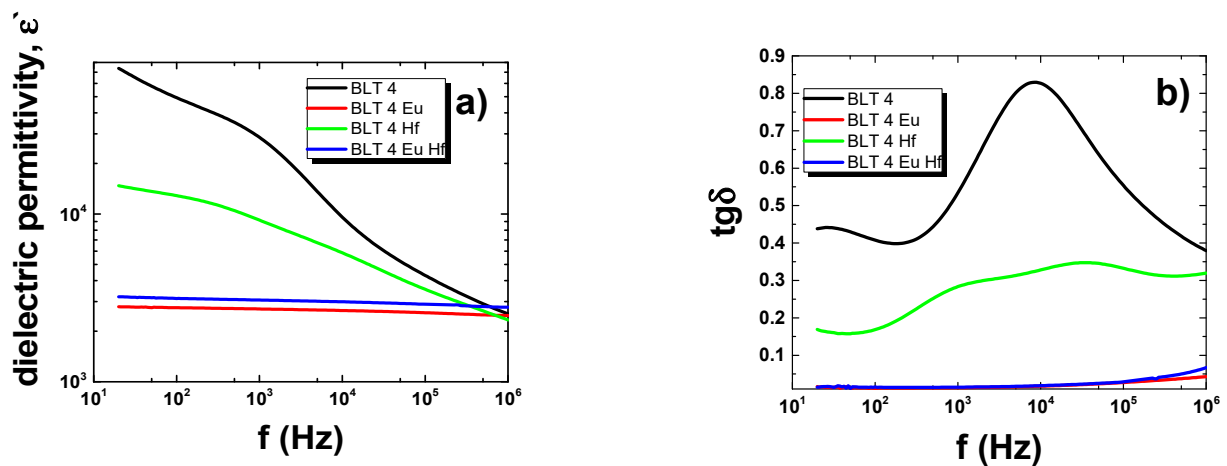 dielectric permittivity, ε`
10⁴
10³
BLT 4
BLT 4 Eu
BLT 4 Hf
BLT 4 Eu Hf
a)
10¹ 10² 10³ 10⁴ 10⁵ 10⁶
f (Hz)
tgδ
0.9
0.8
0.7
0.6
0.5
0.4
0.3
0.2
0.1
BLT 4
BLT 4 Eu
BLT 4 Hf
BLT 4 Eu Hf
b)
10¹ 10² 10³ 10⁴ 10⁵ 10⁶
f (Hz)